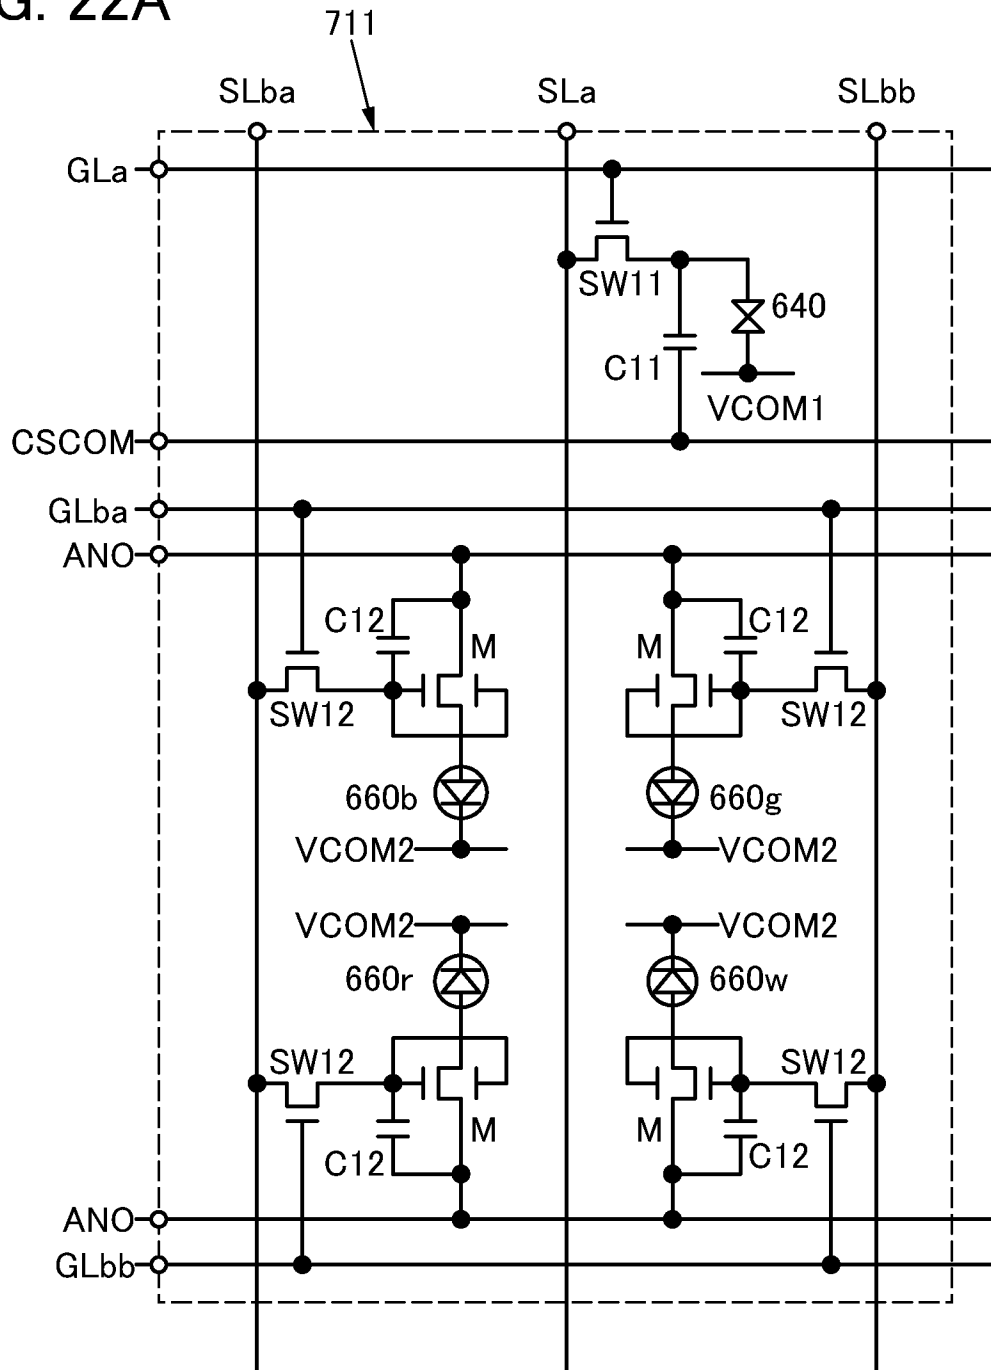 G. 22A
711
SLba SLa SLbb
GLa
SW11
640
C11
VCOM1
CSCOM
GLba
ANO
C12 C12
M M
SW12 SW12
660b 660g
VCOM2 VCOM2
VCOM2 VCOM2
660r 660w
SW12 SW12
M M
C12 C12
ANO
GLbb